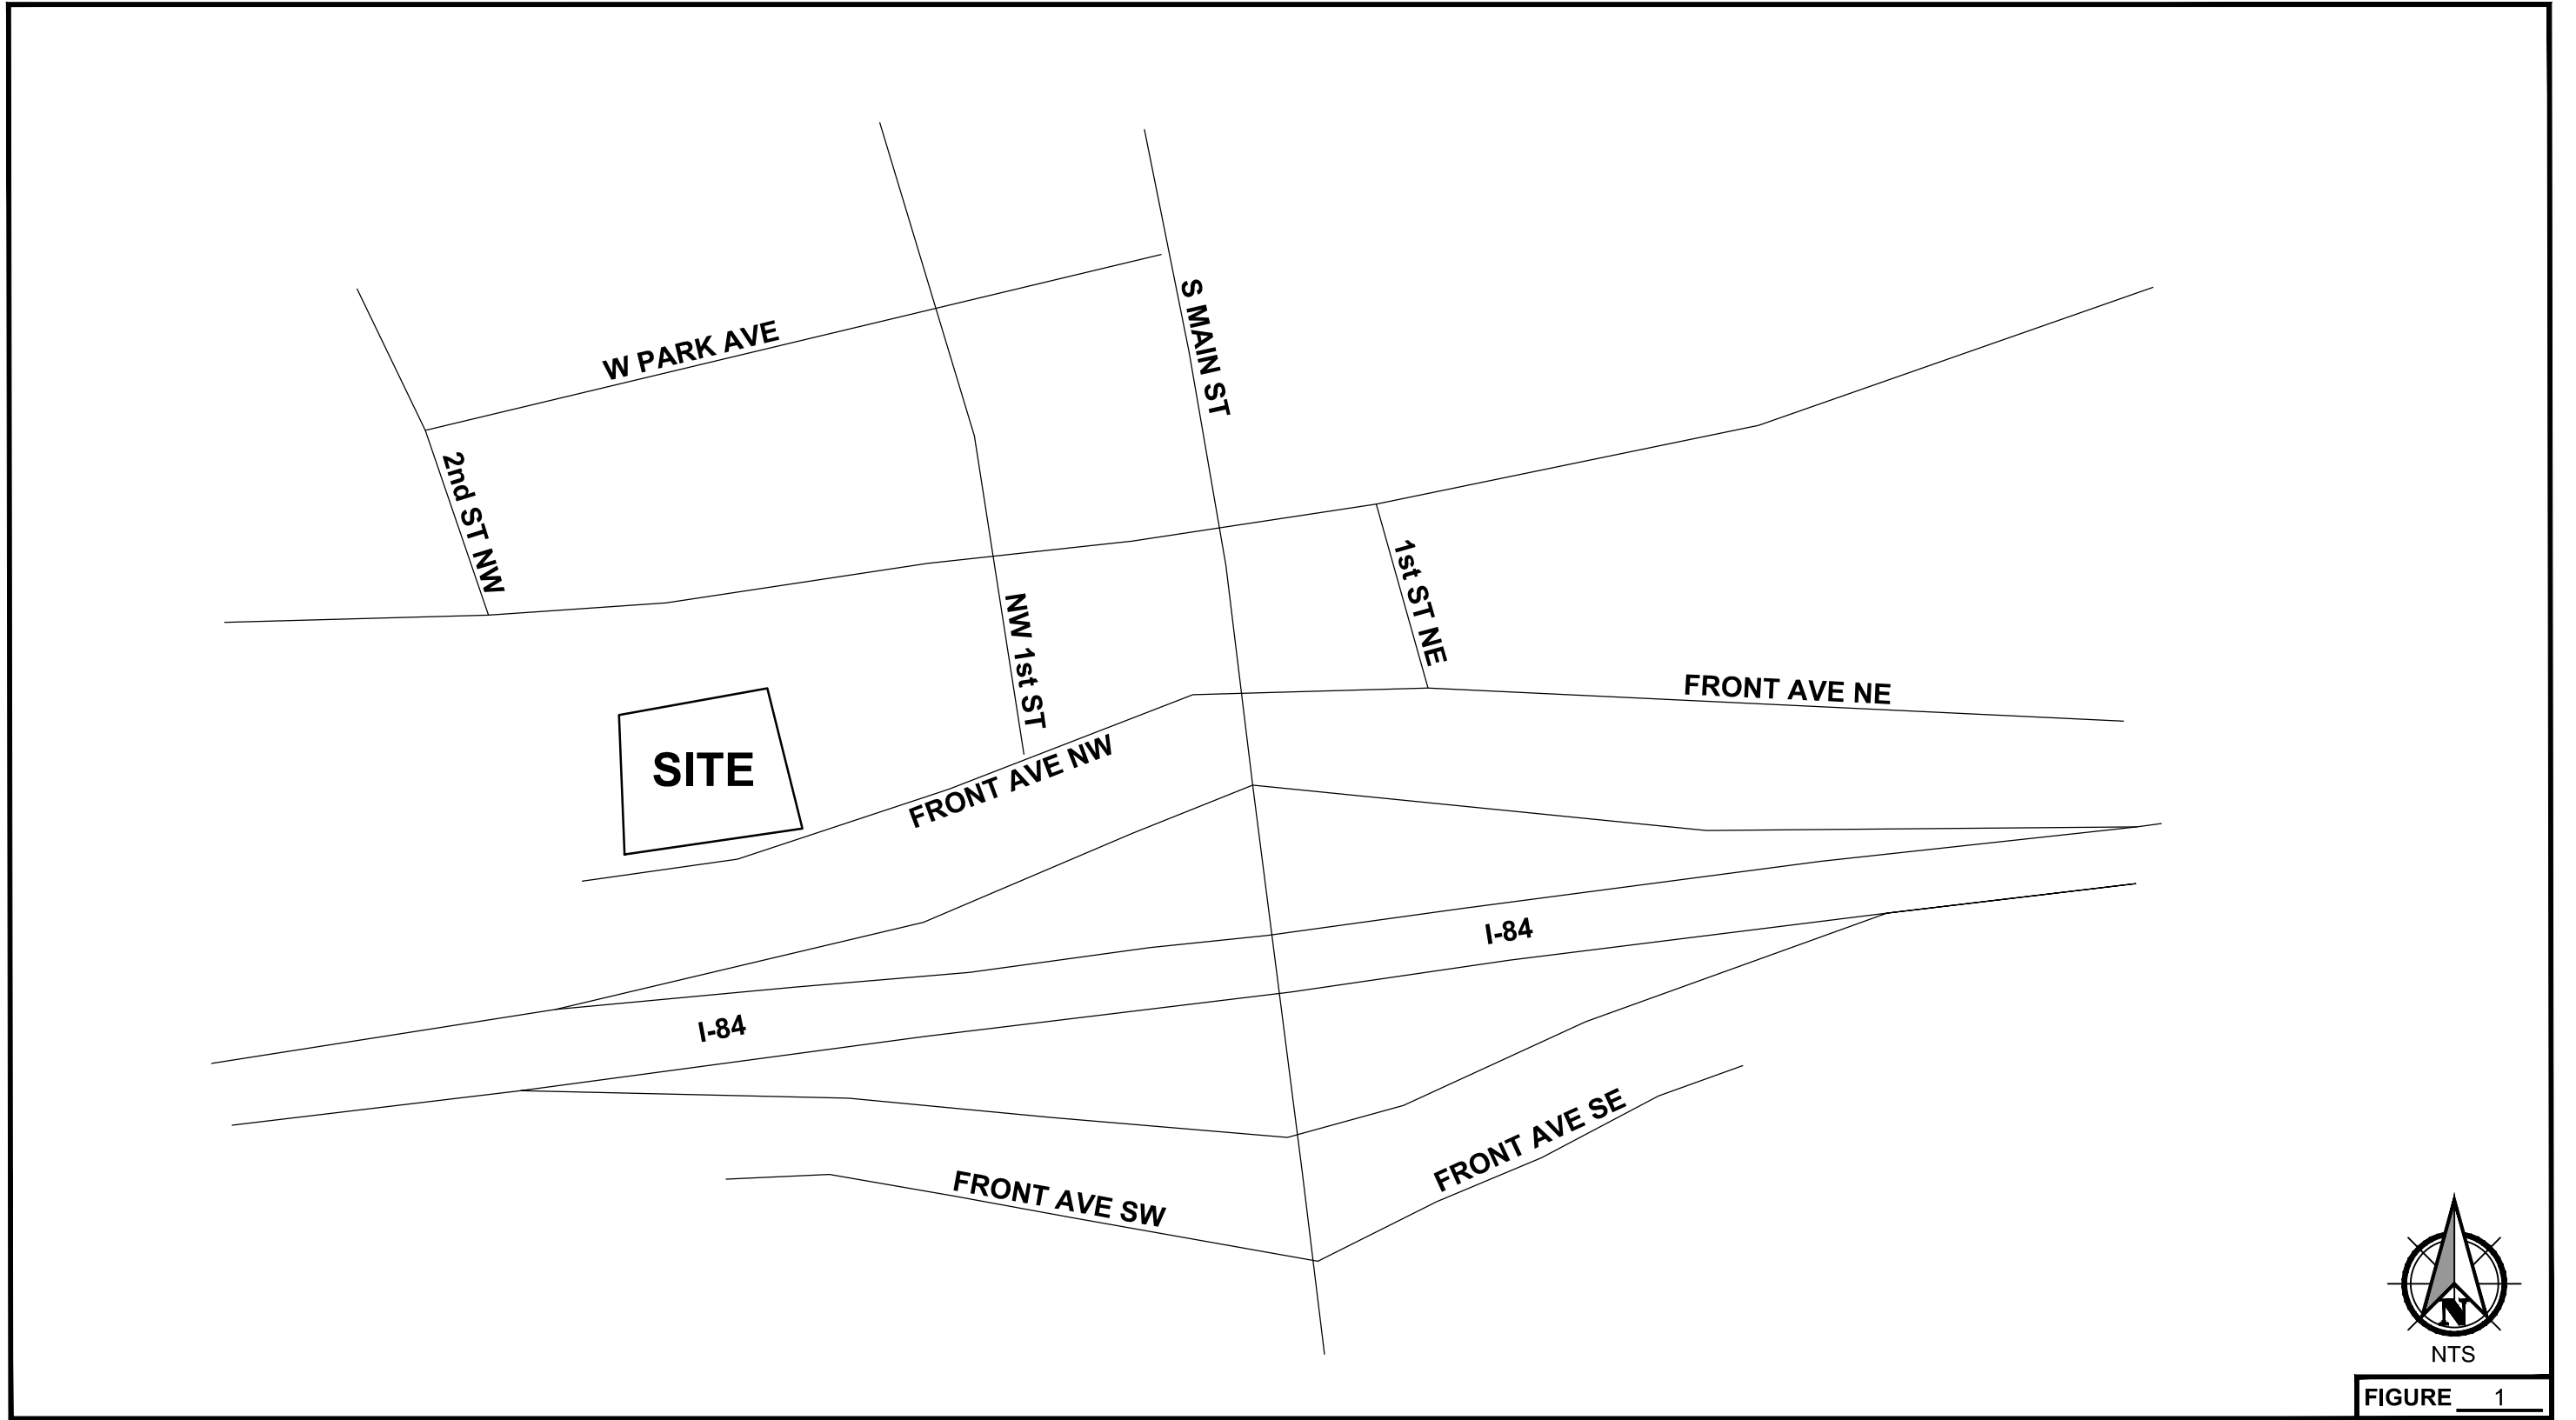 S MAIN ST
W PARK AVE
2nd ST NW
1st ST NE
NW 1st ST
FRONT AVE NE
SITE
FRONT AVE NW
I-84
I-84
FRONT AVE SE
FRONT AVE SW
N
NTS
FIGURE 1